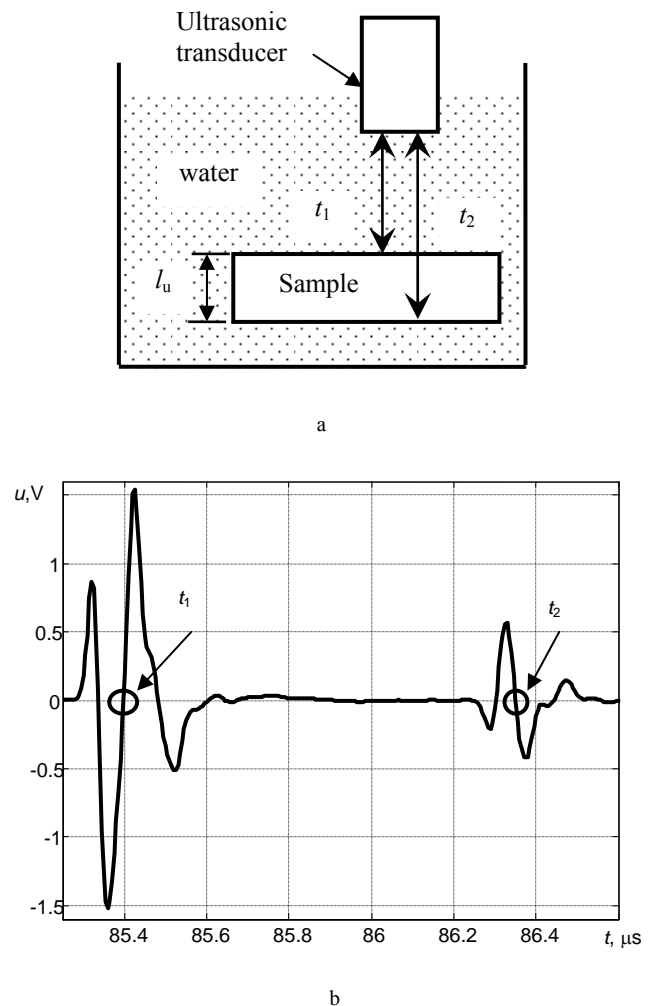 Ultrasonic
transducer
water
t₁
t₂
lᵤ
Sample
a
u,V
1
0.5
0
-0.5
-1
-1.5
t₁
t₂
85.4
85.6
85.8
86
86.2
86.4
t, μs
b